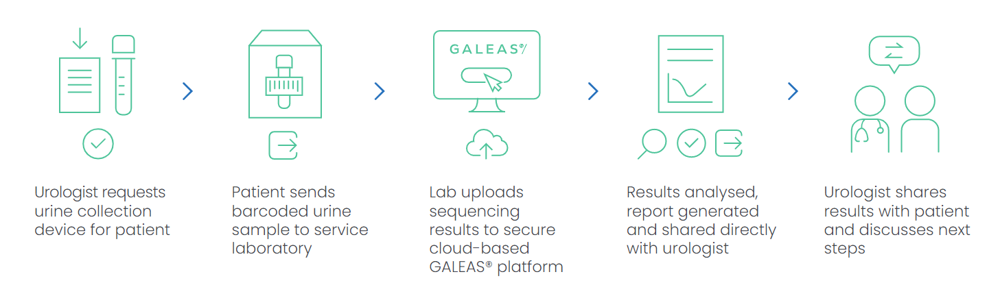 GALEAS®/
Urologist requests
urine collection
device for patient
Patient sends
barcoded urine
sample to service
laboratory
Lab uploads
sequencing
results to secure
cloud-based
GALEAS® platform
Results analysed,
report generated
and shared directly
with urologist
Urologist shares
results with patient
and discusses next
steps